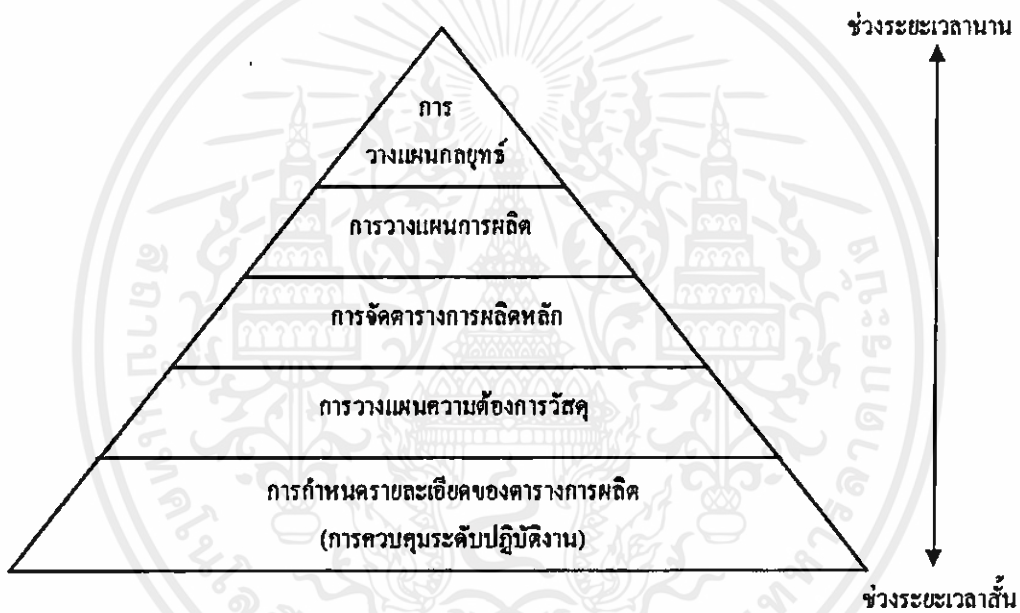 ช่วงระยะเวลานาน
การ
วางแผนกลยุทธ์
การวางแผนการผลิต
การจัดตารางการผลิตหลัก
การวางแผนความต้องการวัสดุ
การกำหนดรายละเอียดของตารางการผลิต
(การควบคุมระดับปฏิบัติงาน)
ช่วงระยะเวลาสั้น